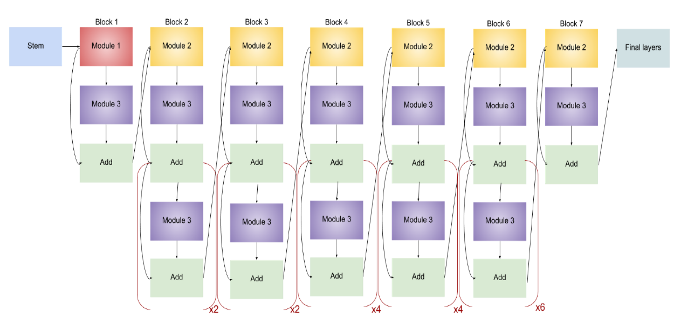 Block 1 Block 2 Block 3 Block 4 Block 5 Block 6 Block 7
Stem Module 1 Module 2 Module 2 Module 2 Module 2 Module 2 Module 2 Final layers
Module 3 Module 3 Module 3 Module 3 Module 3 Module 3 Module 3
Add Add Add Add Add Add Add
Module 3 Module 3 Module 3 Module 3 Module 3
Add Add Add Add Add
x2 x2 x4 x4 x6